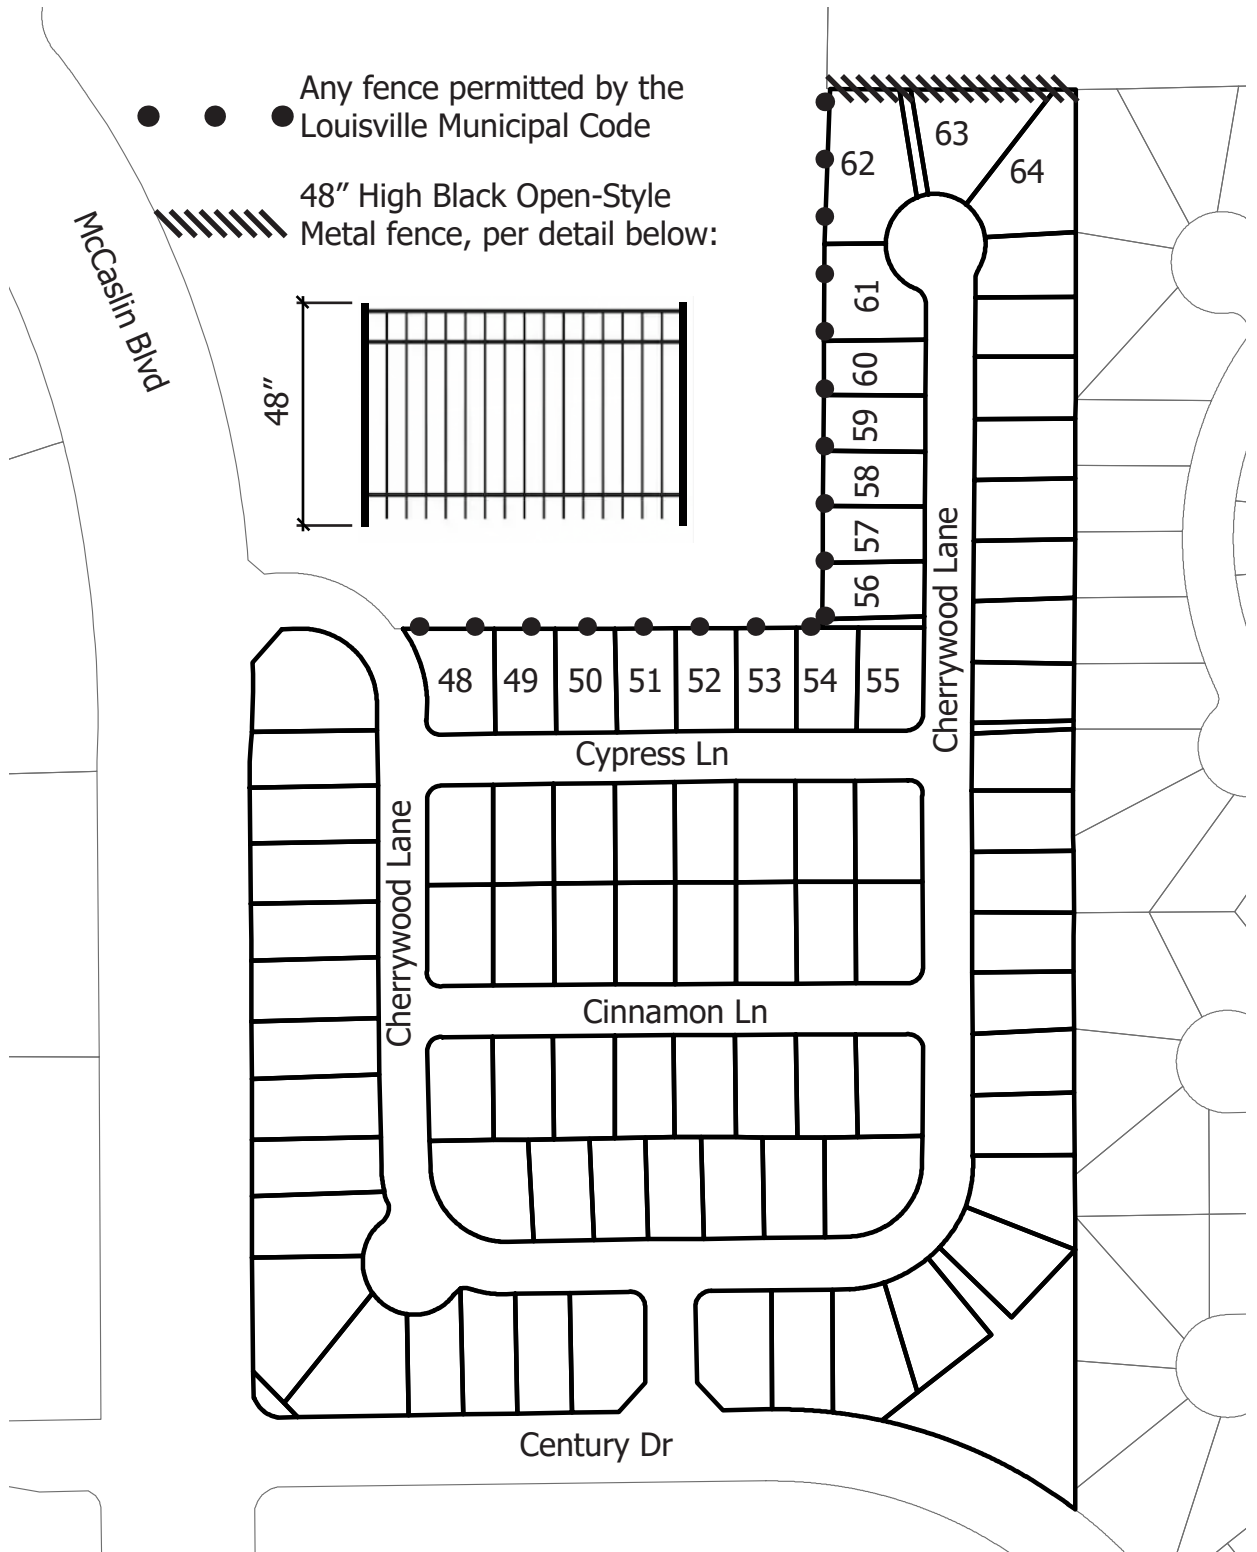 Any fence permitted by the
Louisville Municipal Code
48” High Black Open-Style
Metal fence, per detail below:
48”
McCaslin Blvd
62
63
64
61
60
59
58
57
56
48
49
50
51
52
53
54
55
Cherrywood Lane
Cypress Ln
Cherrywood Lane
Cinnamon Ln
Century Dr